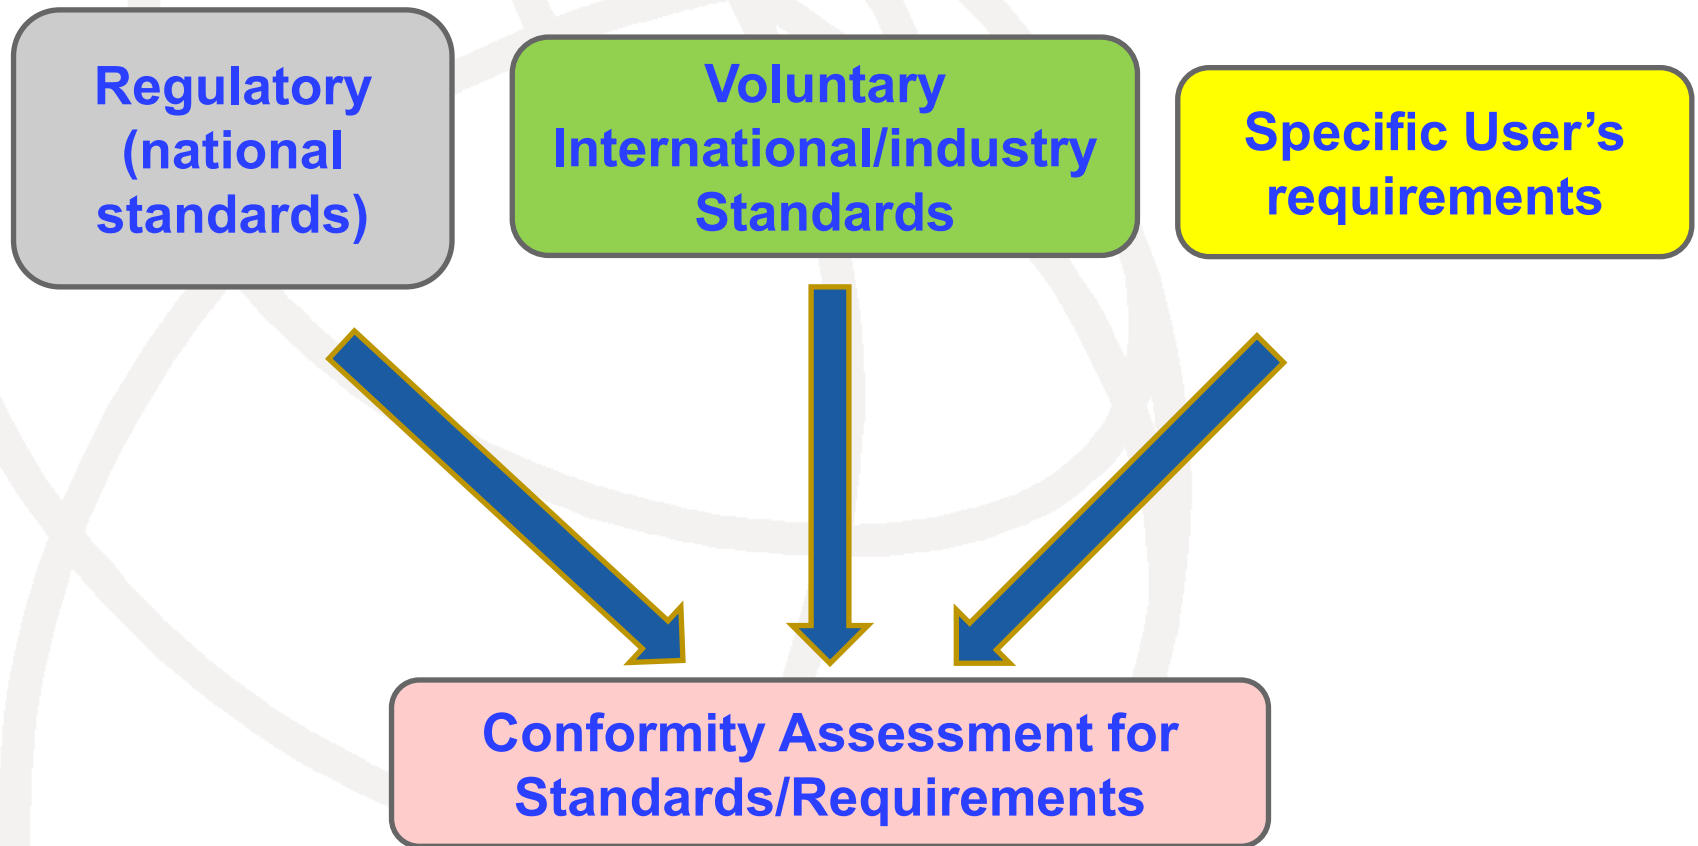 Regulatory
(national
standards)
Voluntary
International/industry
Standards
Specific User’s
requirements
Conformity Assessment for
Standards/Requirements